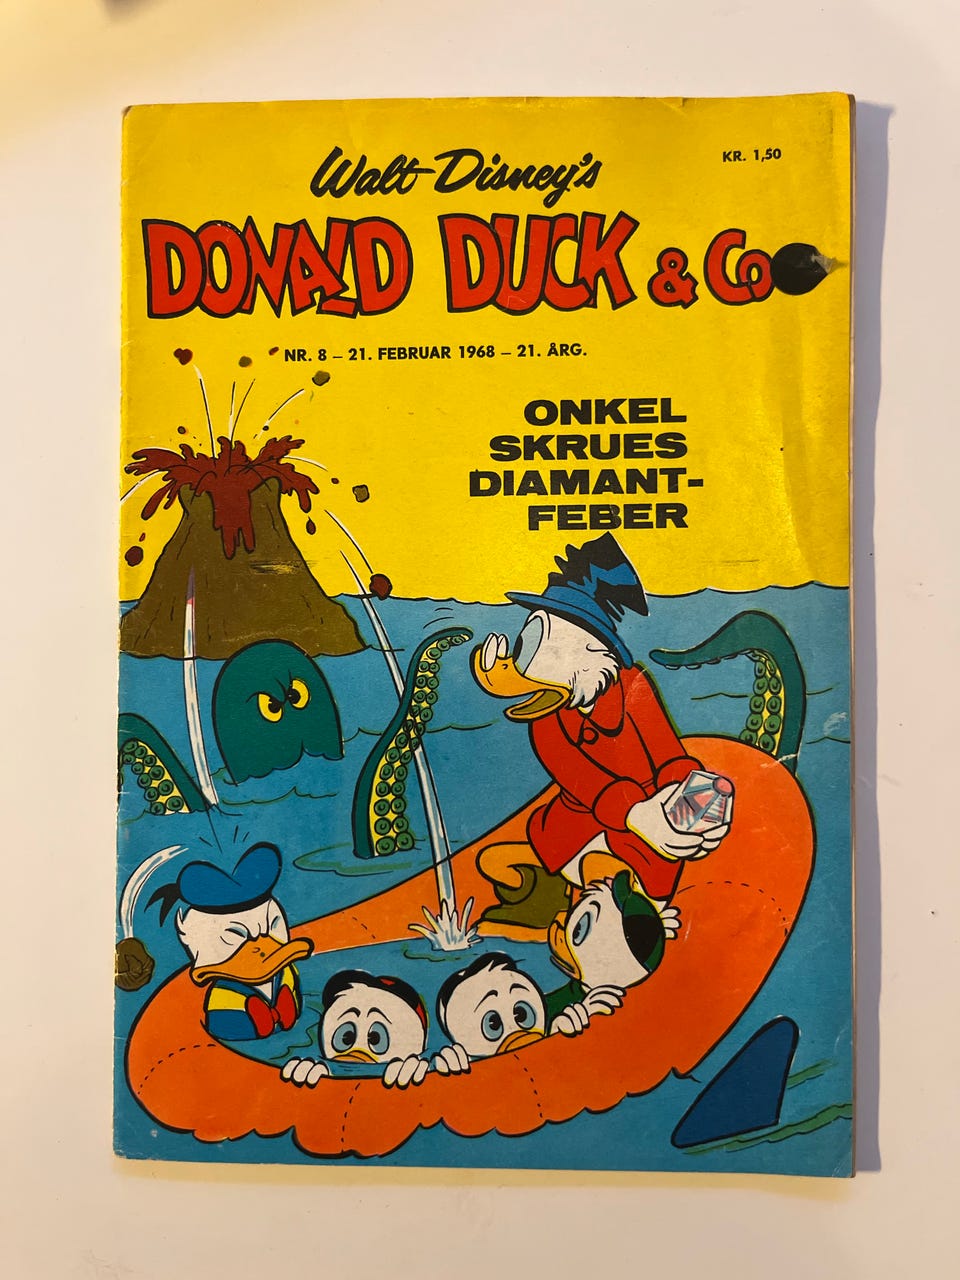 Walt Disney's
KR. 1,50
DONALD DUCK & Co
NR. 8 – 21. FEBRUAR 1968 – 21. ÅRG.
ONKEL
SKRUES
DIAMANT-
FEBER